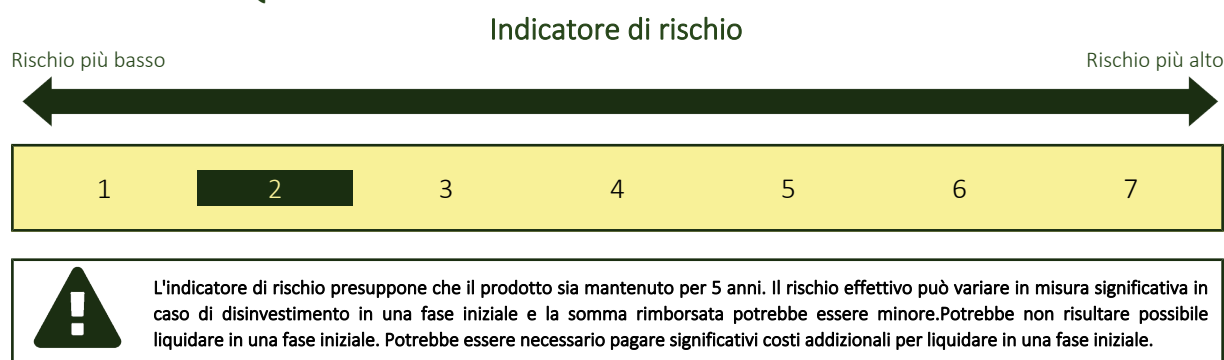 Indicatore di rischio
Rischio più basso Rischio più alto
1 2 3 4 5 6 7
L'indicatore di rischio presuppone che il prodotto sia mantenuto per 5 anni. Il rischio effettivo può variare in misura significativa in
caso di disinvestimento in una fase iniziale e la somma rimborsata potrebbe essere minore.Potrebbe non risultare possibile
liquidare in una fase iniziale. Potrebbe essere necessario pagare significativi costi addizionali per liquidare in una fase iniziale.